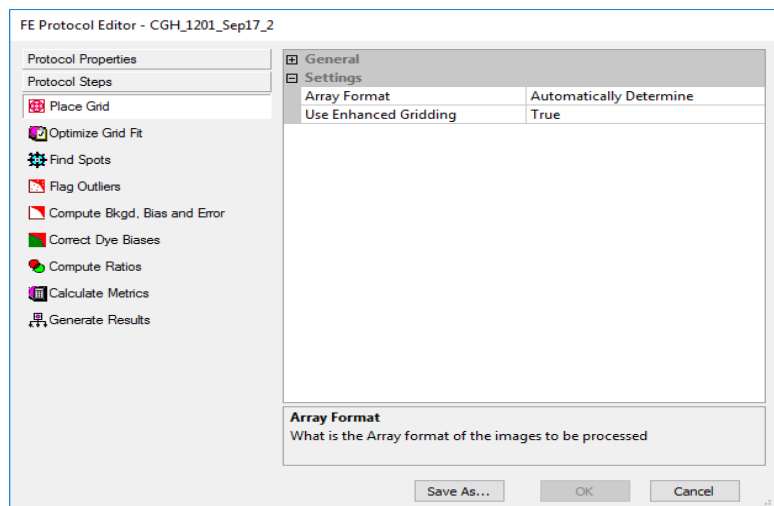 FE Protocol Editor - CGH_1201_Sep17_2
Protocol Properties
Protocol Steps
Place Grid
Optimize Grid Fit
Find Spots
Flag Outliers
Compute Bkgd, Bias and Error
Correct Dye Biases
Compute Ratios
Calculate Metrics
Generate Results
General
Settings
Array Format Automatically Determine
Use Enhanced Gridding True
Array Format
What is the Array format of the images to be processed
Save As... OK Cancel